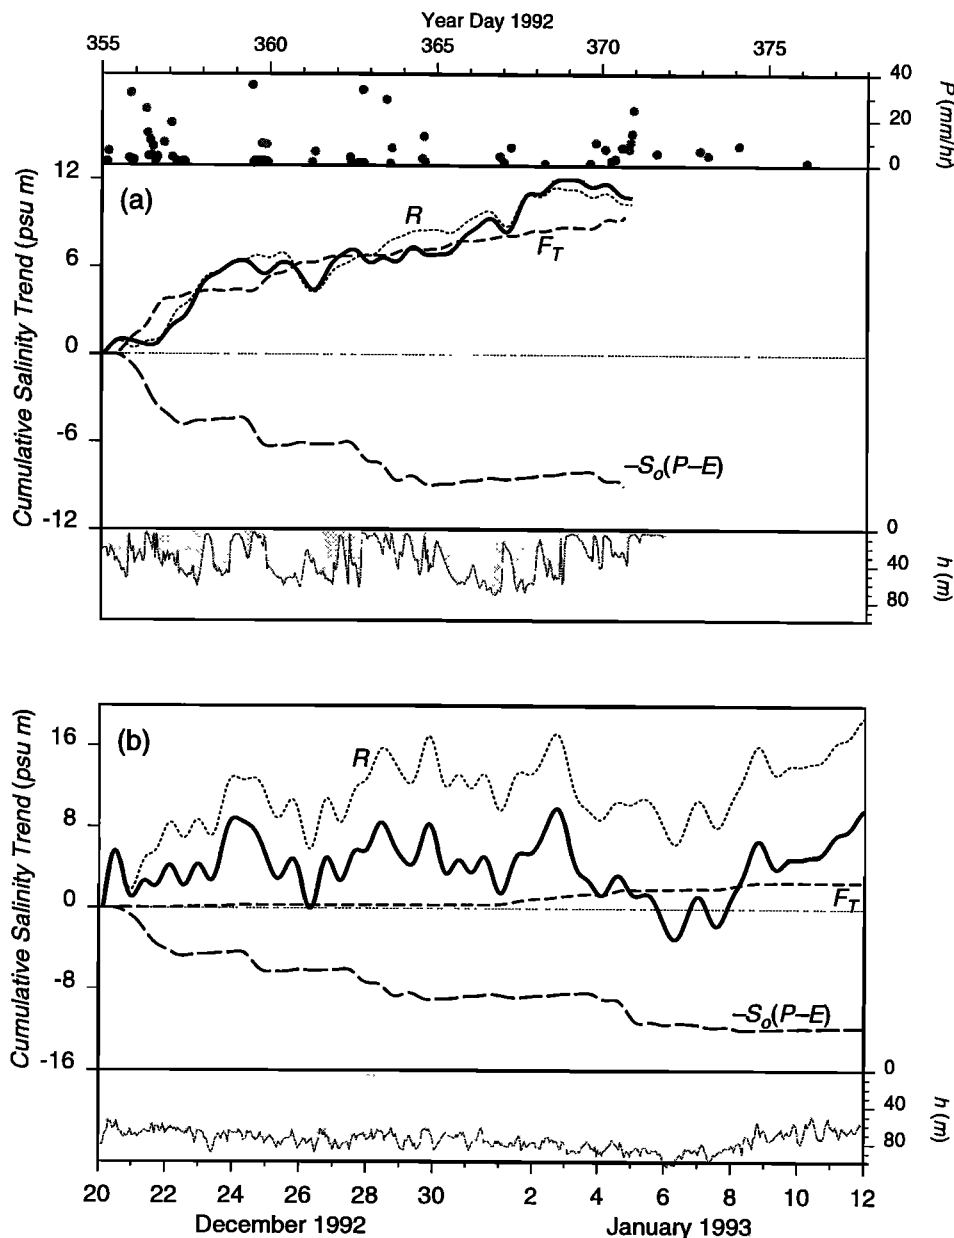 Year Day 1992
355 360 365 370 375
40
20
0
P (mm/hr)
12
6
0
-6
-12
Cumulative Salinity Trend (psu m)
(a)
R
F_T
–S_o(P–E)
0
40
80
h (m)
16
8
0
-8
-16
Cumulative Salinity Trend (psu m)
(b)
R
F_T
–S_o(P–E)
0
40
80
h (m)
20 22 24 26 28 30 2 4 6 8 10 12
December 1992 January 1993